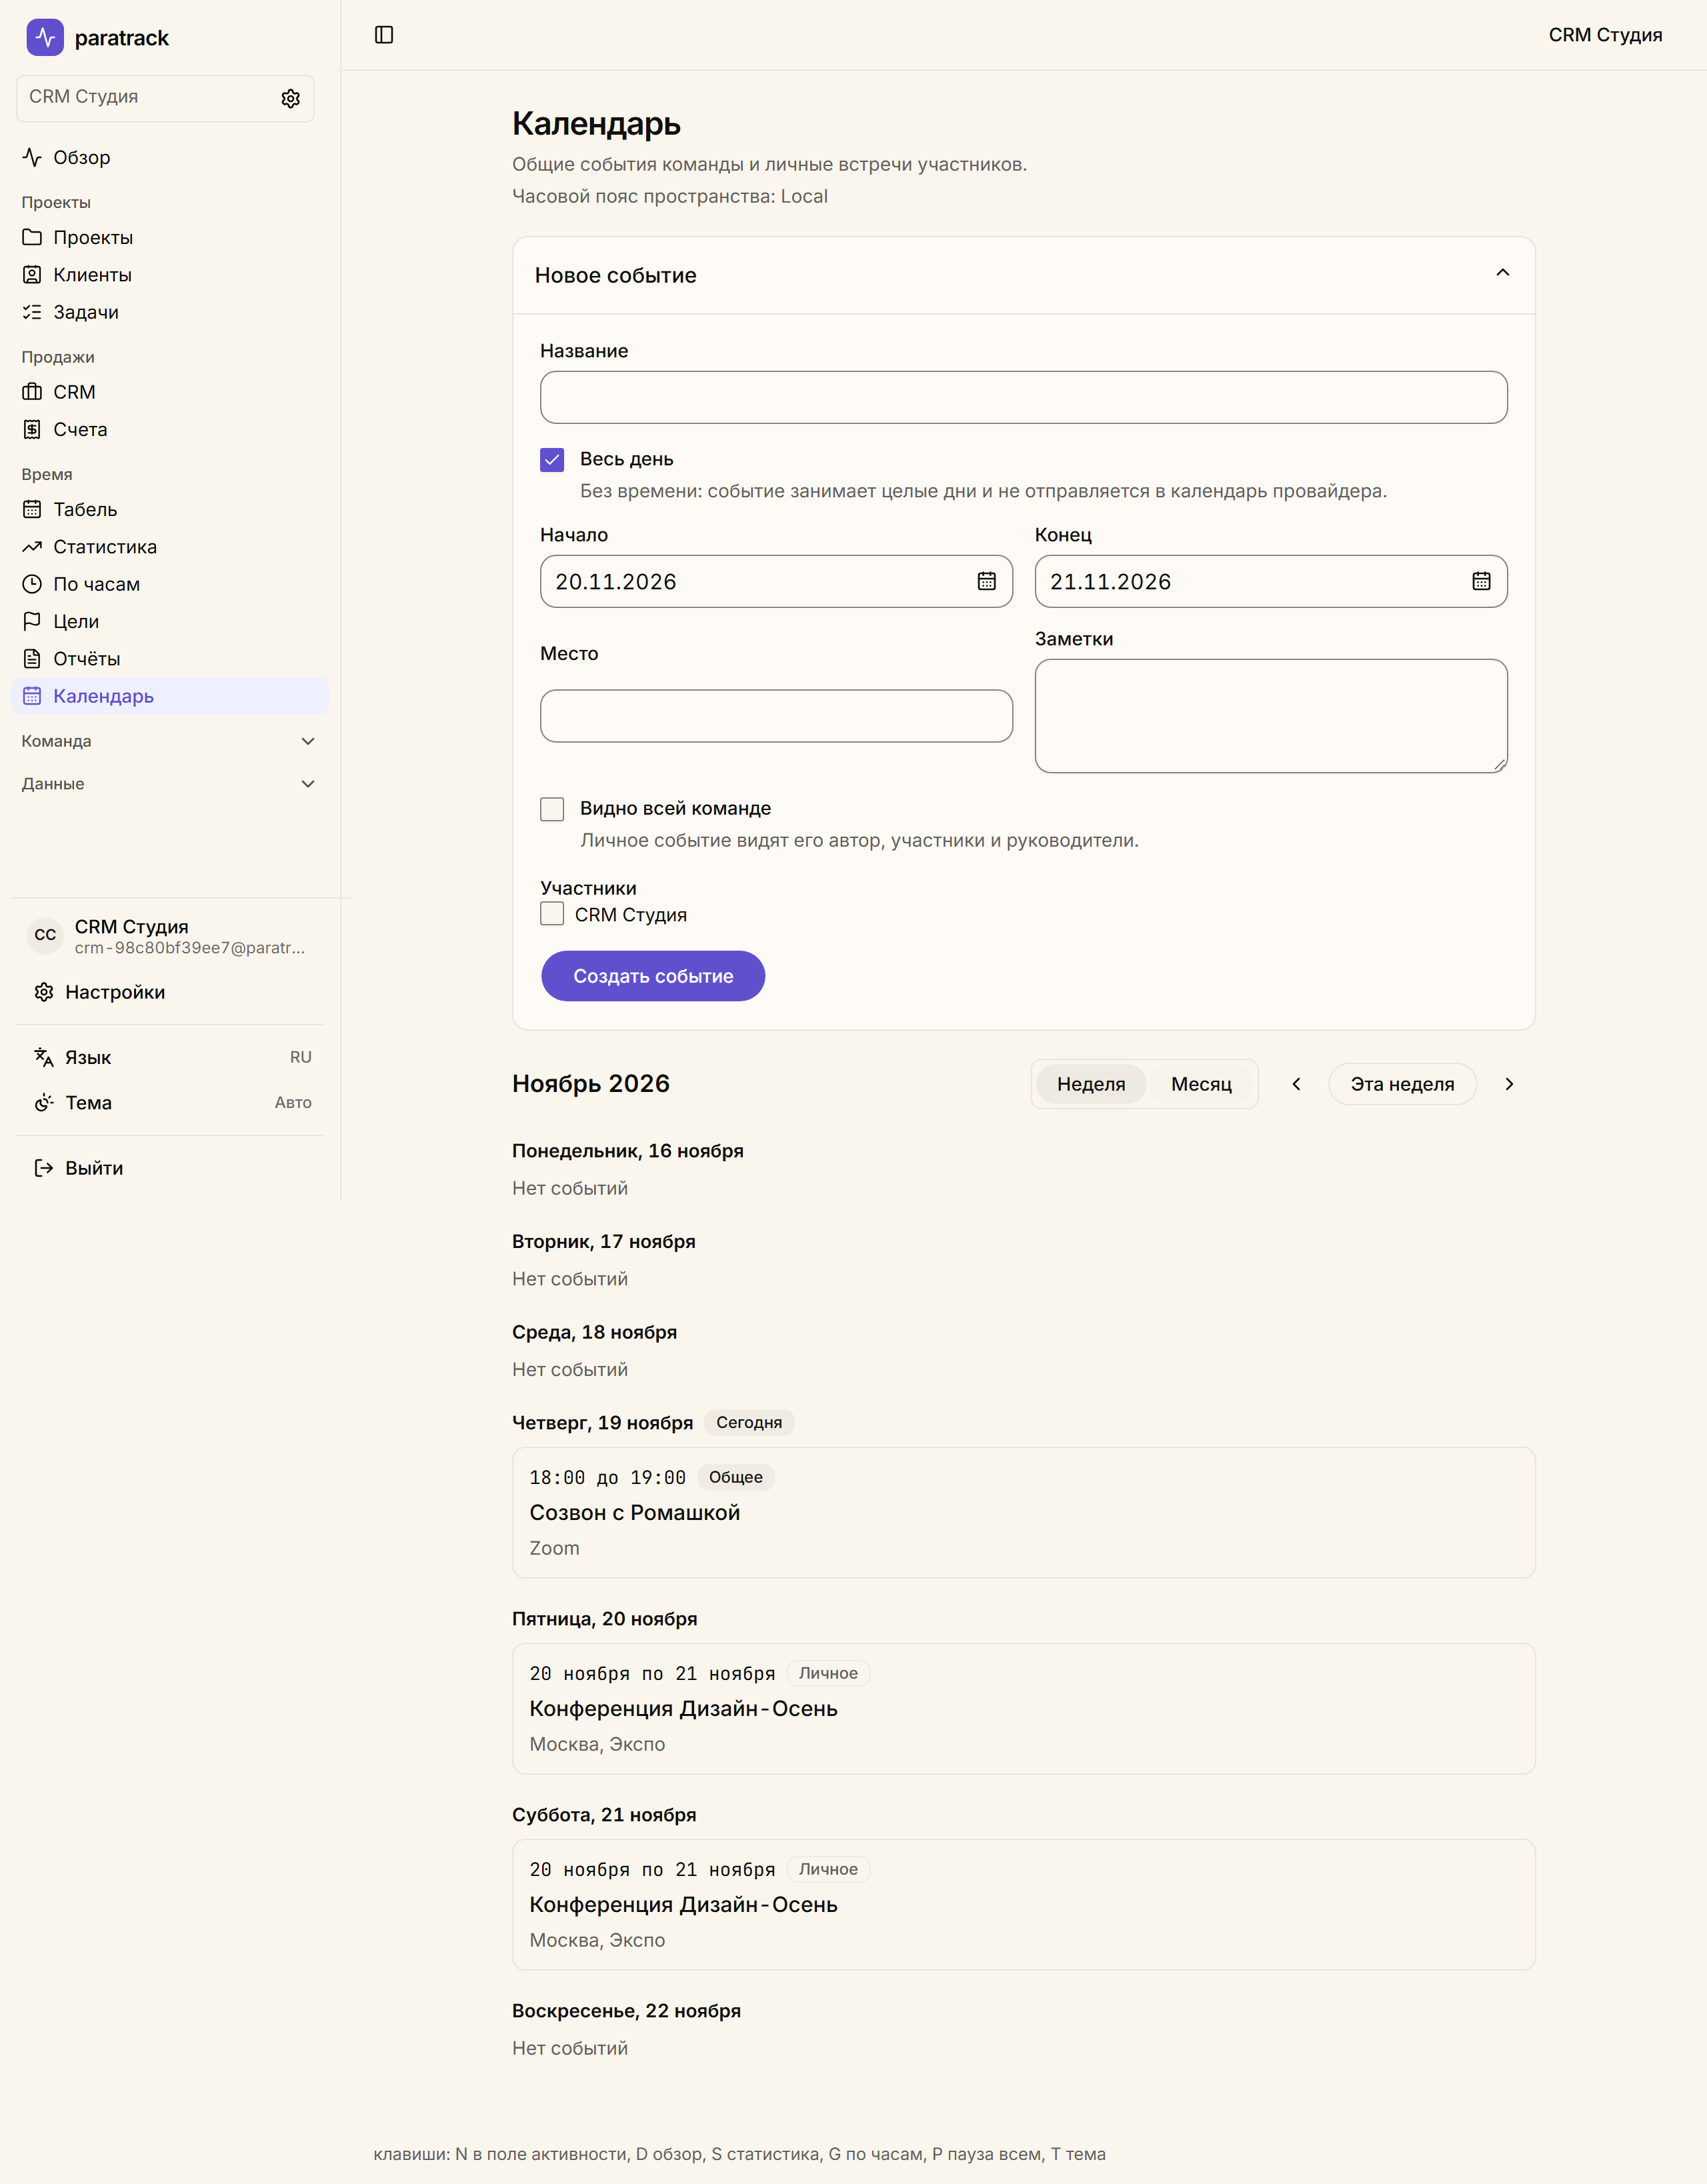 paratrack
CRM Студия
Обзор
Проекты
Проекты
Клиенты
Задачи
Продажи
CRM
Счета
Время
Табель
Статистика
По часам
Цели
Отчёты
Календарь
Команда
Данные
CC
CRM Студия
crm-98c80bf39ee7@paratr...
Настройки
Язык RU
Тема Авто
Выйти
CRM Студия
Календарь
Общие события команды и личные встречи участников.
Часовой пояс пространства: Local
Новое событие
Название
Весь день
Без времени: событие занимает целые дни и не отправляется в календарь провайдера.
Начало Конец
20.11.2026 21.11.2026
Место Заметки
Видно всей команде
Личное событие видят его автор, участники и руководители.
Участники
CRM Студия
Создать событие
Ноябрь 2026 Неделя Месяц Эта неделя
Понедельник, 16 ноября
Нет событий
Вторник, 17 ноября
Нет событий
Среда, 18 ноября
Нет событий
Четверг, 19 ноября Сегодня
18:00 до 19:00 Общее
Созвон с Ромашкой
Zoom
Пятница, 20 ноября
20 ноября по 21 ноября Личное
Конференция Дизайн-Осень
Москва, Экспо
Суббота, 21 ноября
20 ноября по 21 ноября Личное
Конференция Дизайн-Осень
Москва, Экспо
Воскресенье, 22 ноября
Нет событий
клавиши: N в поле активности, D обзор, S статистика, G по часам, P пауза всем, T тема